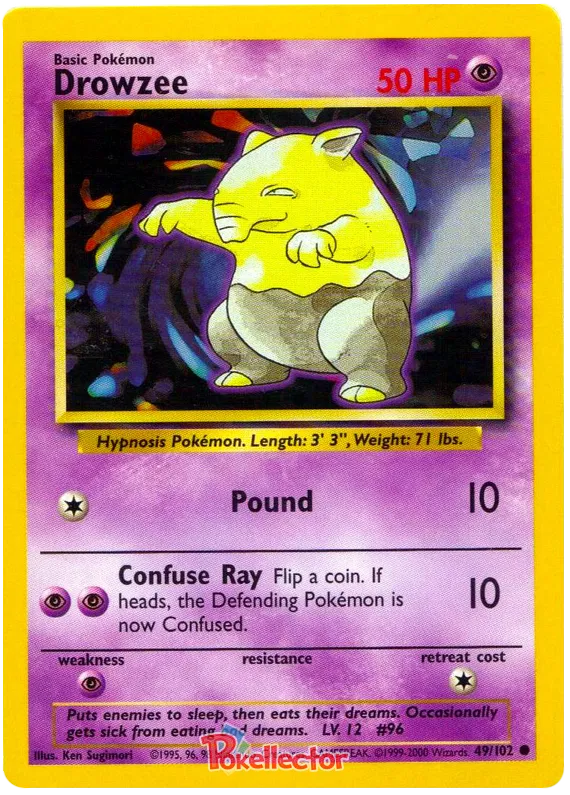 Basic Pokémon
Drowzee
50 HP
Hypnosis Pokémon. Length: 3' 3", Weight: 71 lbs.
Pound 10
Confuse Ray Flip a coin. If
heads, the Defending Pokémon is
now Confused.
10
weakness resistance retreat cost
Puts enemies to sleep, then eats their dreams. Occasionally
gets sick from eating bad dreams. LV. 12 #96
Illus. Ken Sugimori ©1995, 96, GAMEFREAK. ©1999-2000 Wizards. 49/102
Pokellector